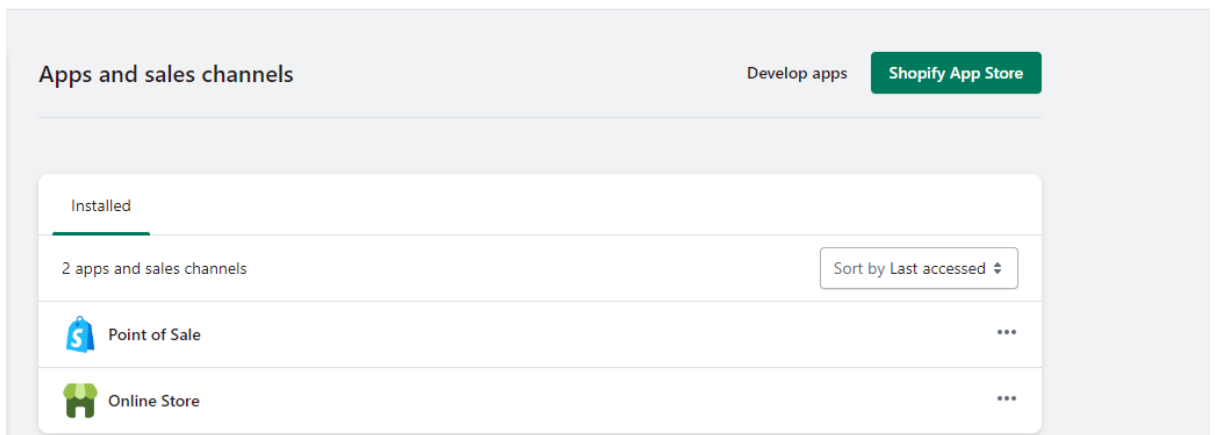 Apps and sales channels
Develop apps
Shopify App Store
Installed
2 apps and sales channels
Sort by Last accessed
Point of Sale
Online Store